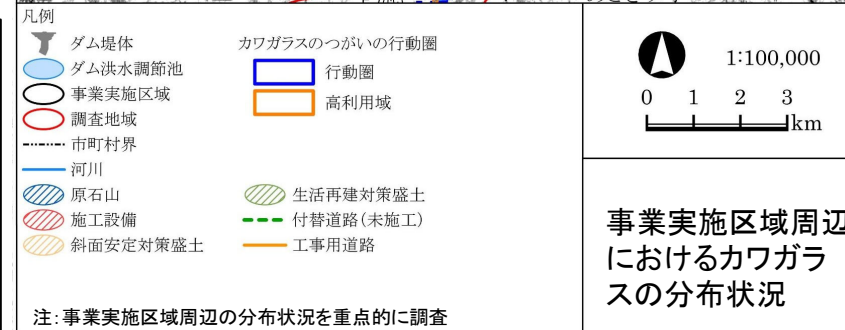 凡例
ダム堤体
ダム洪水調節池
事業実施区域
調査地域
市町村界
河川
原石山
施工設備
斜面安定対策盛土
カワガラスのつがいの行動圏
行動圏
高利用域
生活再建対策盛土
付替道路(未施工)
工事用道路
注:事業実施区域周辺の分布状況を重点的に調査
1:100,000
0 1 2 3
km
事業実施区域周辺
におけるカワガラ
スの分布状況